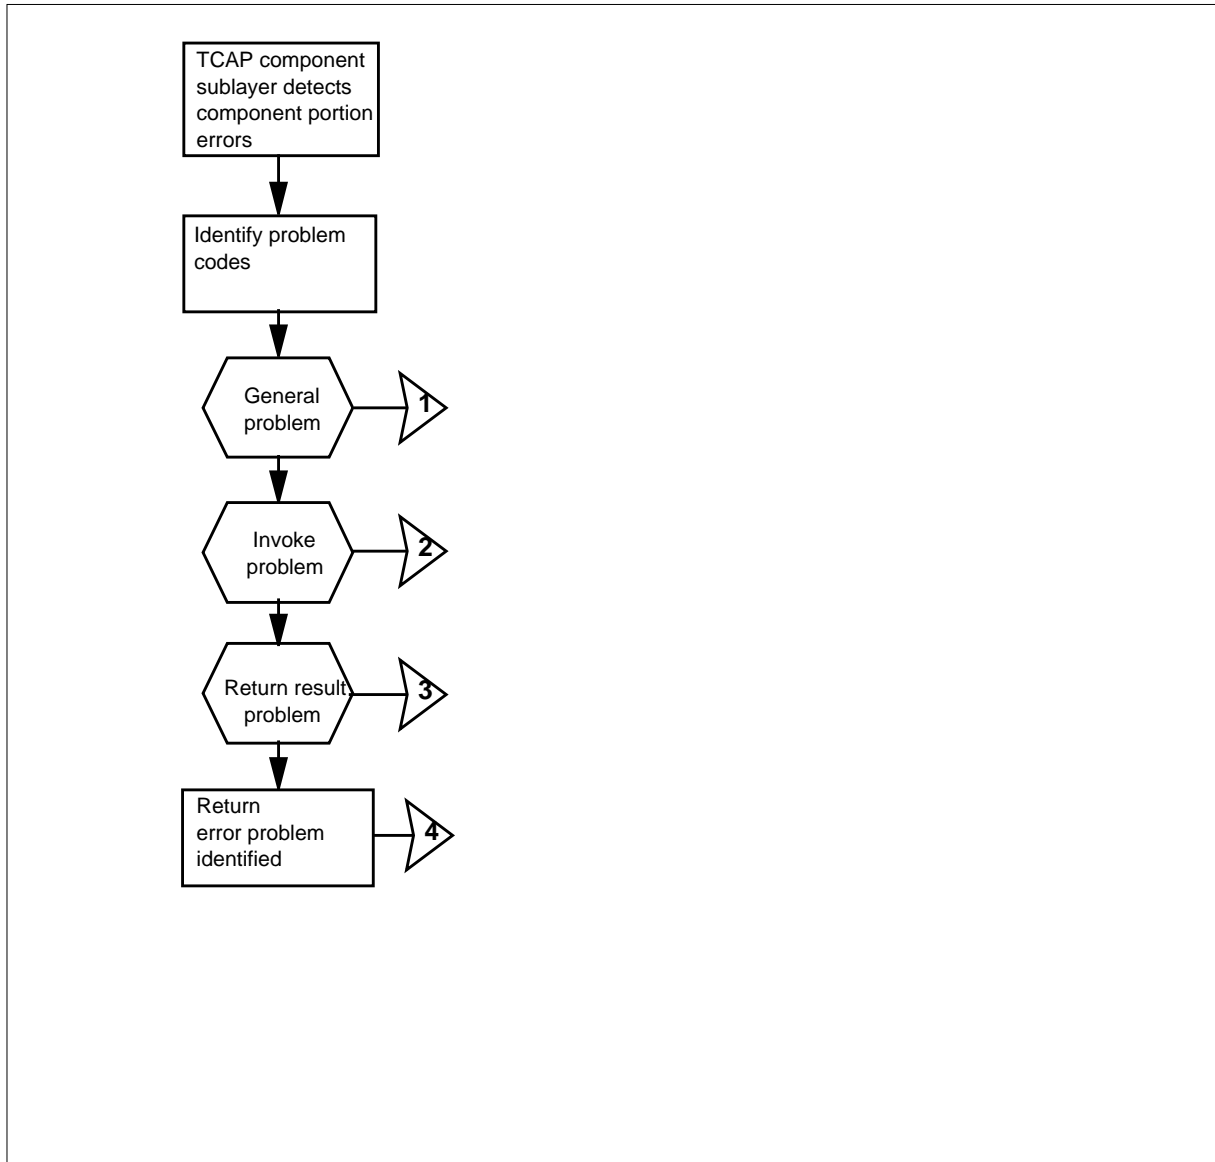 TCAP component
sublayer detects
component portion
errors
Identify problem
codes
General
problem
1
Invoke
problem
2
Return result
problem
3
Return
error problem
identified
4